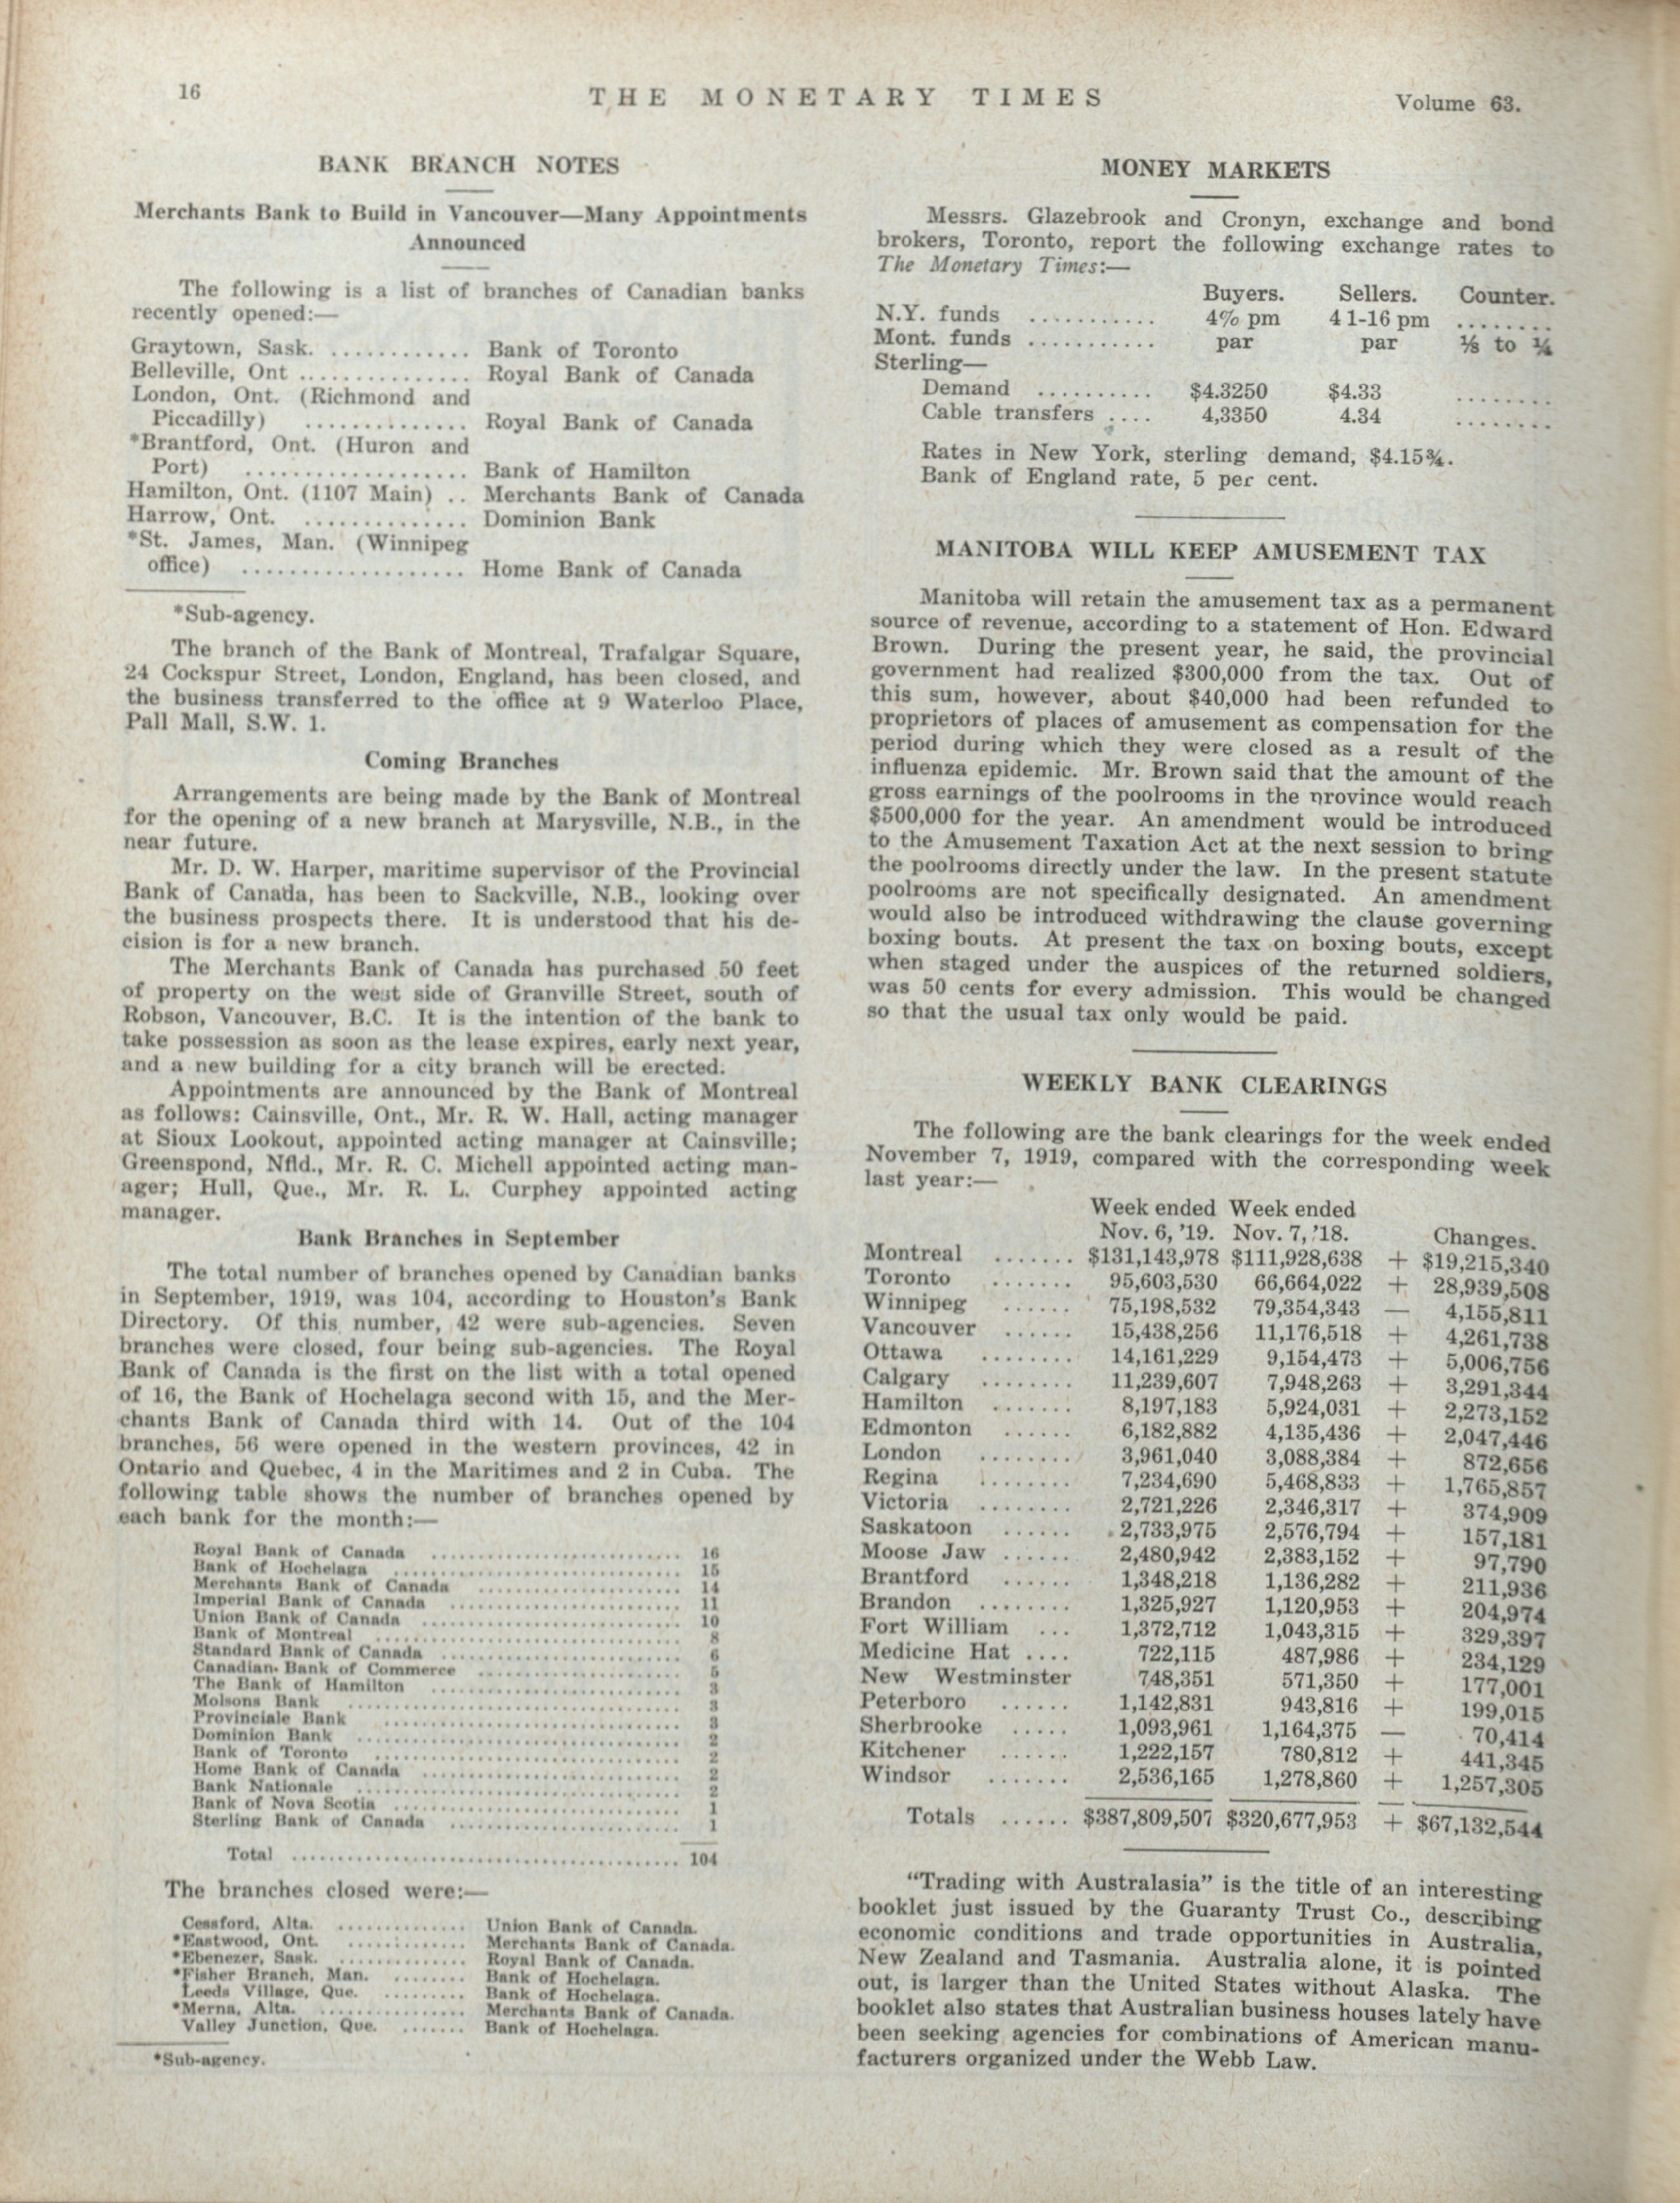 16
THE MONETARY TIMES
Volume 63.
BANK BRANCH NOTES
Merchants Bank to Build in Vancouver—Many Appointments
Announced
The following is a list of branches of Canadian banks
recently opened:—
Graytown, Sask. ............ Bank of Toronto
Belleville, Ont ............... Royal Bank of Canada
London, Ont. (Richmond and
Piccadilly) .............. Royal Bank of Canada
*Brantford, Ont. (Huron and
Port) ................... Bank of Hamilton
Hamilton, Ont. (1107 Main) .. Merchants Bank of Canada
Harrow, Ont. .............. Dominion Bank
*St. James, Man. (Winnipeg
office) ................... Home Bank of Canada
*Sub-agency.
The branch of the Bank of Montreal, Trafalgar Square,
24 Cockspur Street, London, England, has been closed, and
the business transferred to the office at 9 Waterloo Place,
Pall Mall, S.W. 1.
Coming Branches
Arrangements are being made by the Bank of Montreal
for the opening of a new branch at Marysville, N.B., in the
near future.
Mr. D. W. Harper, maritime supervisor of the Provincial
Bank of Canada, has been to Sackville, N.B., looking over
the business prospects there. It is understood that his de-
cision is for a new branch.
The Merchants Bank of Canada has purchased 50 feet
of property on the west side of Granville Street, south of
Robson, Vancouver, B.C. It is the intention of the bank to
take possession as soon as the lease expires, early next year,
and a new building for a city branch will be erected.
Appointments are announced by the Bank of Montreal
as follows: Cainsville, Ont., Mr. R. W. Hall, acting manager
at Sioux Lookout, appointed acting manager at Cainsville;
Greenspond, Nfld., Mr. R. C. Michell appointed acting man-
ager; Hull, Que., Mr. R. L. Curphey appointed acting
manager.
Bank Branches in September
The total number of branches opened by Canadian banks
in September, 1919, was 104, according to Houston's Bank
Directory. Of this number, 42 were sub-agencies. Seven
branches were closed, four being sub-agencies. The Royal
Bank of Canada is the first on the list with a total opened
of 16, the Bank of Hochelaga second with 15, and the Mer-
chants Bank of Canada third with 14. Out of the 104
branches, 56 were opened in the western provinces, 42 in
Ontario and Quebec, 4 in the Maritimes and 2 in Cuba. The
following table shows the number of branches opened by
each bank for the month:—
Royal Bank of Canada ........................ 16
Bank of Hochelaga ........................ 15
Merchants Bank of Canada ........................ 14
Imperial Bank of Canada ........................ 11
Union Bank of Canada ........................ 10
Bank of Montreal ........................ 8
Standard Bank of Canada ........................ 6
Canadian Bank of Commerce ........................ 5
The Bank of Hamilton ........................ 3
Molsons Bank ........................ 3
Provinciale Bank ........................ 3
Dominion Bank ........................ 2
Bank of Toronto ........................ 2
Home Bank of Canada ........................ 2
Bank Nationale ........................ 2
Bank of Nova Scotia ........................ 1
Sterling Bank of Canada ........................ 1
Total ........................ 104
The branches closed were:—
Cessford, Alta. ............. Union Bank of Canada.
*Eastwood, Ont. ............. Merchants Bank of Canada.
*Ebenezer, Sask. ............. Royal Bank of Canada.
*Fisher Branch, Man. ........ Bank of Hochelaga.
Leeds Village, Que. ......... Bank of Hochelaga.
*Merna, Alta. ............... Merchants Bank of Canada.
Valley Junction, Que. ....... Bank of Hochelaga.
*Sub-agency.
MONEY MARKETS
Messrs. Glazebrook and Cronyn, exchange and bond
brokers, Toronto, report the following exchange rates to
The Monetary Times:—
Buyers. Sellers. Counter.
N.Y. funds ........... 4% pm 4 1-16 pm ........
Mont. funds ........... par par ⅛ to ¼
Sterling—
Demand .......... $4.3250 $4.33 ........
Cable transfers .... 4,3350 4.34 ........
Rates in New York, sterling demand, $4.15¾.
Bank of England rate, 5 per cent.
MANITOBA WILL KEEP AMUSEMENT TAX
Manitoba will retain the amusement tax as a permanent
source of revenue, according to a statement of Hon. Edward
Brown. During the present year, he said, the provincial
government had realized $300,000 from the tax. Out of
this sum, however, about $40,000 had been refunded to
proprietors of places of amusement as compensation for the
period during which they were closed as a result of the
influenza epidemic. Mr. Brown said that the amount of the
gross earnings of the poolrooms in the province would reach
$500,000 for the year. An amendment would be introduced
to the Amusement Taxation Act at the next session to bring
the poolrooms directly under the law. In the present statute
poolrooms are not specifically designated. An amendment
would also be introduced withdrawing the clause governing
boxing bouts. At present the tax on boxing bouts, except
when staged under the auspices of the returned soldiers,
was 50 cents for every admission. This would be changed
so that the usual tax only would be paid.
WEEKLY BANK CLEARINGS
The following are the bank clearings for the week ended
November 7, 1919, compared with the corresponding week
last year:—
Week ended Week ended
Nov. 6, '19. Nov. 7, '18. Changes.
Montreal ....... $131,143,978 $111,928,638 + $19,215,340
Toronto ....... 95,603,530 66,664,022 + 28,939,508
Winnipeg ...... 75,198,532 79,354,343 — 4,155,811
Vancouver ...... 15,438,256 11,176,518 + 4,261,738
Ottawa ........ 14,161,229 9,154,473 + 5,006,756
Calgary ........ 11,239,607 7,948,263 + 3,291,344
Hamilton ....... 8,197,183 5,924,031 + 2,273,152
Edmonton ...... 6,182,882 4,135,436 + 2,047,446
London ........ 3,961,040 3,088,384 + 872,656
Regina ........ 7,234,690 5,468,833 + 1,765,857
Victoria ........ 2,721,226 2,346,317 + 374,909
Saskatoon ...... 2,733,975 2,576,794 + 157,181
Moose Jaw ...... 2,480,942 2,383,152 + 97,790
Brantford ...... 1,348,218 1,136,282 + 211,936
Brandon ........ 1,325,927 1,120,953 + 204,974
Fort William ... 1,372,712 1,043,315 + 329,397
Medicine Hat .... 722,115 487,986 + 234,129
New Westminster 748,351 571,350 + 177,001
Peterboro ...... 1,142,831 943,816 + 199,015
Sherbrooke ..... 1,093,961 1,164,375 — 70,414
Kitchener ...... 1,222,157 780,812 + 441,345
Windsor ....... 2,536,165 1,278,860 + 1,257,305
Totals ...... $387,809,507 $320,677,953 + $67,132,544
"Trading with Australasia" is the title of an interesting
booklet just issued by the Guaranty Trust Co., describing
economic conditions and trade opportunities in Australia,
New Zealand and Tasmania. Australia alone, it is pointed
out, is larger than the United States without Alaska. The
booklet also states that Australian business houses lately have
been seeking agencies for combinations of American manu-
facturers organized under the Webb Law.